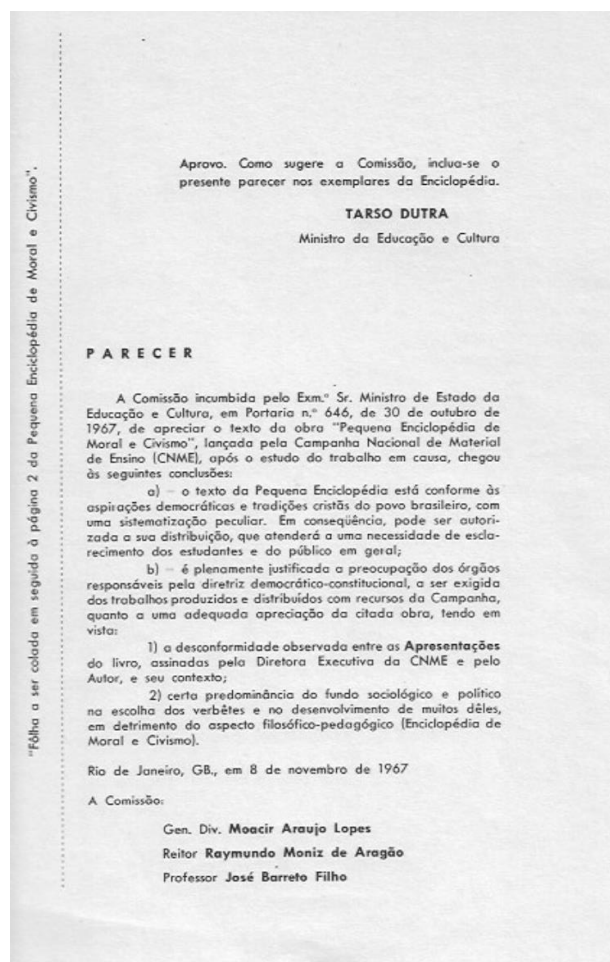 "Fôlha a ser colada em seguida à página 2 da Pequena Enciclopédia de Moral e Civismo".
Aprovo. Como sugere a Comissão, inclua-se o
presente parecer nos exemplares da Enciclopédia.
TARSO DUTRA
Ministro da Educação e Cultura
PARECER
A Comissão incumbida pelo Exm.º Sr. Ministro de Estado da
Educação e Cultura, em Portaria n.º 646, de 30 de outubro de
1967, de apreciar o texto da obra "Pequena Enciclopédia de
Moral e Civismo", lançada pela Campanha Nacional de Material
de Ensino (CNME), após o estudo do trabalho em causa, chegou
às seguintes conclusões:
a) – o texto da Pequena Enciclopédia está conforme às
aspirações democráticas e tradições cristãs do povo brasileiro, com
uma sistematização peculiar. Em conseqüência, pode ser autori-
zada a sua distribuição, que atenderá a uma necessidade de escla-
recimento dos estudantes e do público em geral;
b) – é plenamente justificada a preocupação dos órgãos
responsáveis pela diretriz democrático-constitucional, a ser exigida
dos trabalhos produzidos e distribuídos com recursos da Campanha,
quanto a uma adequada apreciação da citada obra, tendo em
vista:
1) a desconformidade observada entre as Apresentações
do livro, assinadas pela Diretora Executiva da CNME e pelo
Autor, e seu contexto;
2) certa predominância do fundo sociológico e político
na escolha dos verbêtes e no desenvolvimento de muitos dêles,
em detrimento do aspecto filosófico-pedagógico (Enciclopédia de
Moral e Civismo).
Rio de Janeiro, GB., em 8 de novembro de 1967
A Comissão:
Gen. Div. Moacir Araujo Lopes
Reitor Raymundo Moniz de Aragão
Professor José Barreto Filho